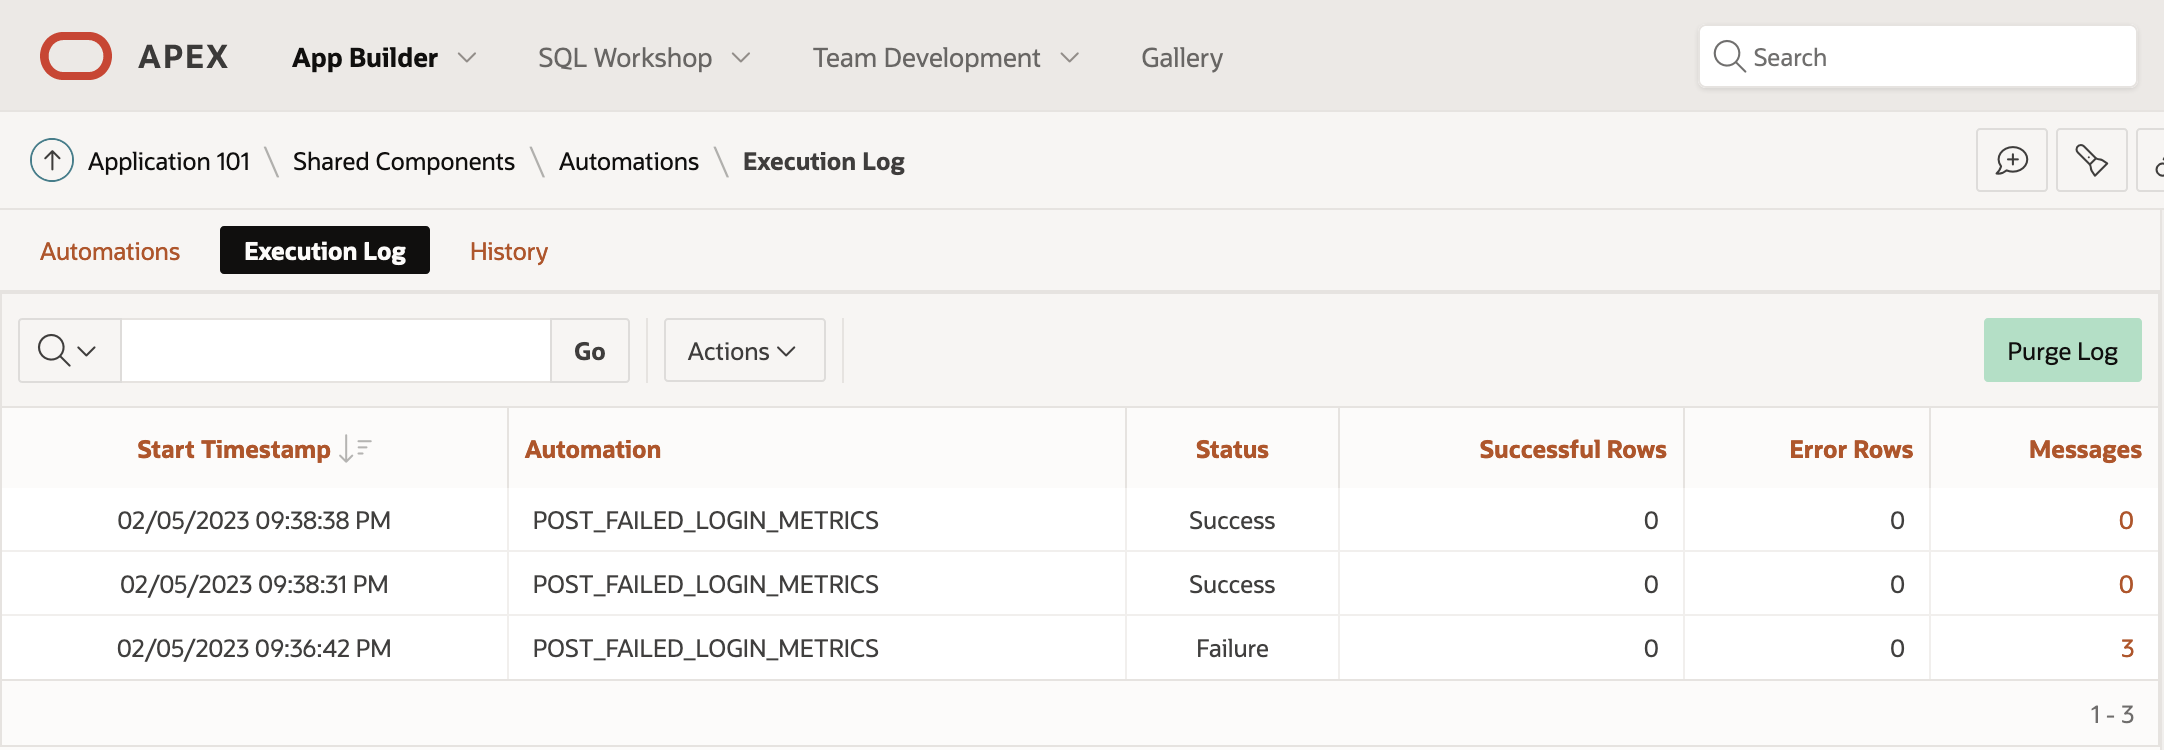 APEX App Builder SQL Workshop Team Development Gallery Search
Application 101 \ Shared Components \ Automations \ Execution Log
Automations Execution Log History
Go Actions Purge Log
Start Timestamp Automation Status Successful Rows Error Rows Messages
02/05/2023 09:38:38 PM POST_FAILED_LOGIN_METRICS Success 0 0 0
02/05/2023 09:38:31 PM POST_FAILED_LOGIN_METRICS Success 0 0 0
02/05/2023 09:36:42 PM POST_FAILED_LOGIN_METRICS Failure 0 0 3
1 - 3